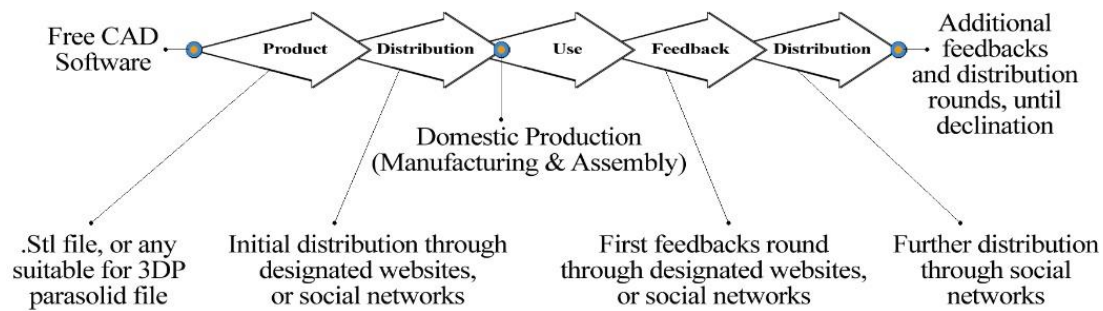 Free CAD
Software
Product
Distribution
Use
Feedback
Distribution
Additional
feedbacks
and distribution
rounds, until
declination
Domestic Production
(Manufacturing & Assembly)
.Stl file, or any
suitable for 3DP
parasolid file
Initial distribution through
designated websites,
or social networks
First feedbacks round
through designated websites,
or social networks
Further distribution
through social
networks